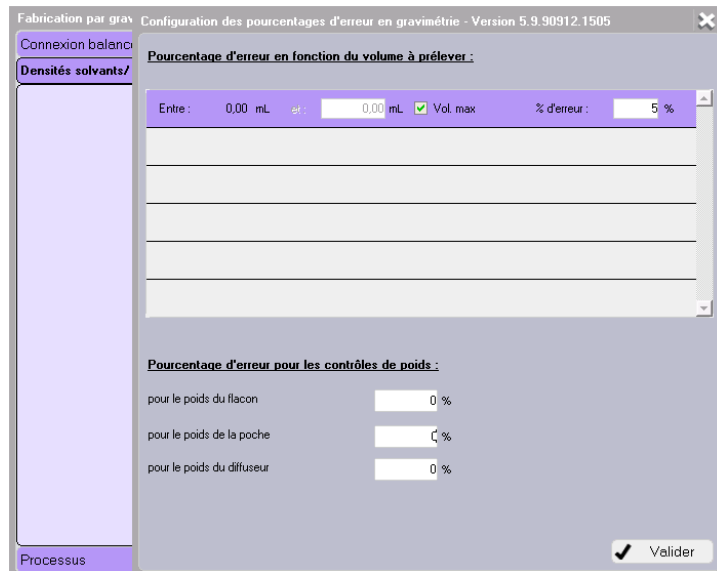 Fabrication par grav
Configuration des pourcentages d'erreur en gravimétrie - Version 5.9.90912.1505
Connexion balanc
Densités solvants/
Pourcentage d'erreur en fonction du volume à prélever :
Entre : 0,00 mL et : 0,00 mL Vol. max % d'erreur : 5 %
Pourcentage d'erreur pour les contrôles de poids :
pour le poids du flacon 0 %
pour le poids de la poche 0 %
pour le poids du diffuseur 0 %
Valider
Processus